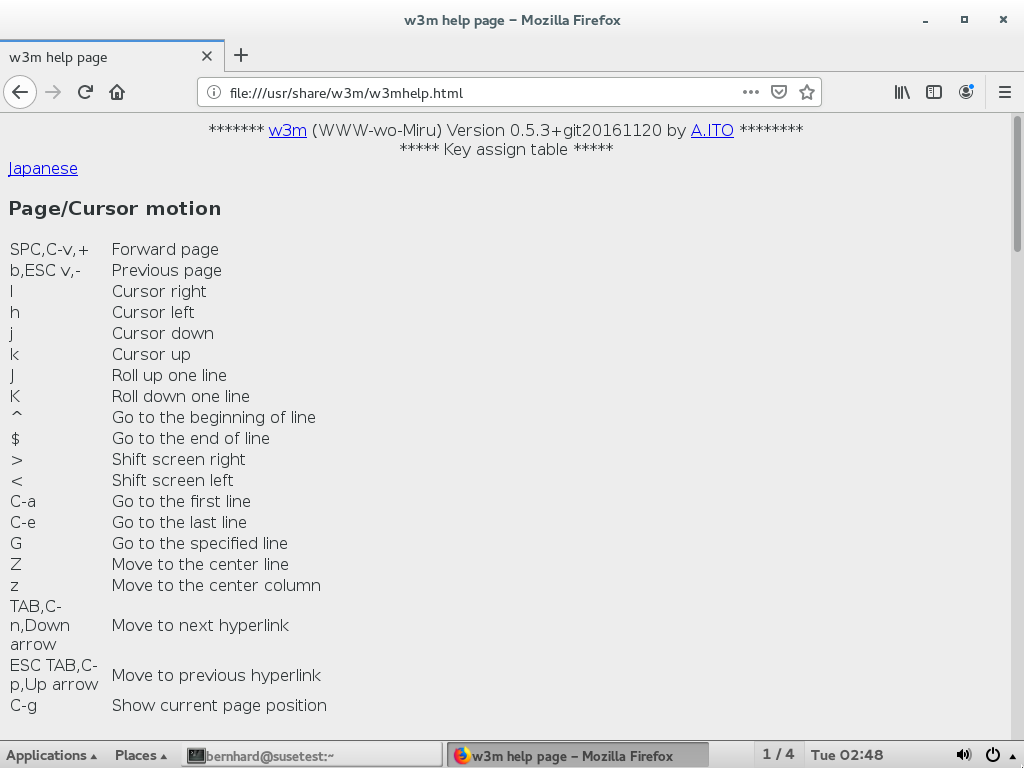 w3m help page – Mozilla Firefox
w3m help page
file:///usr/share/w3m/w3mhelp.html
******* w3m (WWW-wo-Miru) Version 0.5.3+git20161120 by A.ITO ********
***** Key assign table *****
Japanese
Page/Cursor motion
SPC,C-v,+ Forward page
b,ESC v,- Previous page
l Cursor right
h Cursor left
j Cursor down
k Cursor up
J Roll up one line
K Roll down one line
^ Go to the beginning of line
$ Go to the end of line
> Shift screen right
< Shift screen left
C-a Go to the first line
C-e Go to the last line
G Go to the specified line
Z Move to the center line
z Move to the center column
TAB,C-
n,Down Move to next hyperlink
arrow
ESC TAB,C-
p,Up arrow Move to previous hyperlink
C-g Show current page position
Applications Places bernhard@susetest:~ w3m help page – Mozilla Firefox 1 / 4 Tue 02:48